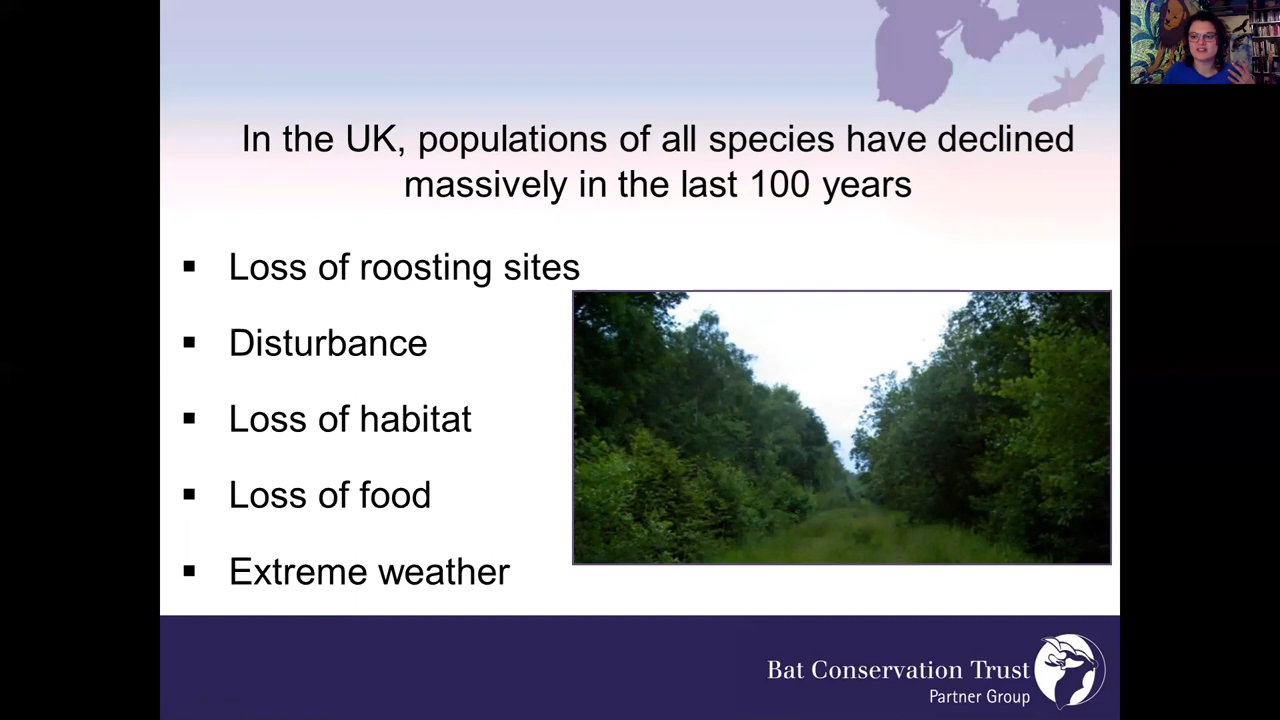 In the UK, populations of all species have declined
massively in the last 100 years
▪ Loss of roosting sites
▪ Disturbance
▪ Loss of habitat
▪ Loss of food
▪ Extreme weather
Bat Conservation Trust
Partner Group